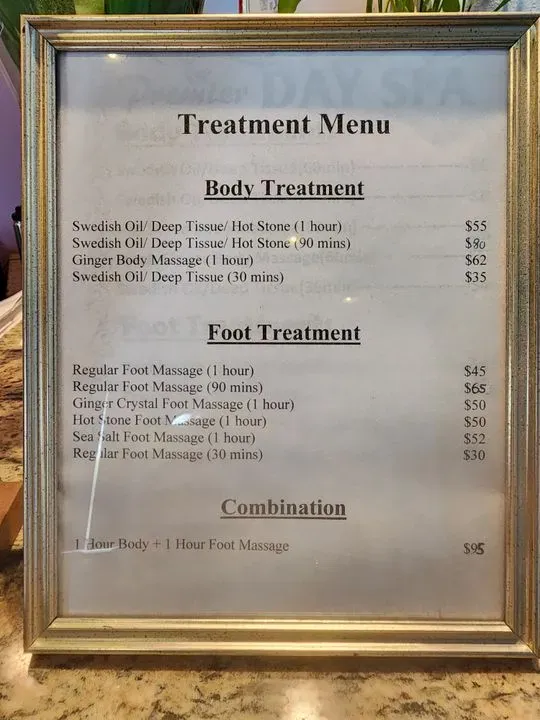 Premier DAY SPA
Treatment Menu
Body Treatment
Swedish Oil/ Deep Tissue/ Hot Stone (1 hour) $55
Swedish Oil/ Deep Tissue/ Hot Stone (90 mins) $80
Ginger Body Massage (1 hour) $62
Swedish Oil/ Deep Tissue (30 mins) $35
Foot Treatment
Regular Foot Massage (1 hour) $45
Regular Foot Massage (90 mins) $65
Ginger Crystal Foot Massage (1 hour) $50
Hot Stone Foot Massage (1 hour) $50
Sea Salt Foot Massage (1 hour) $52
Regular Foot Massage (30 mins) $30
Combination
1 Hour Body + 1 Hour Foot Massage $95